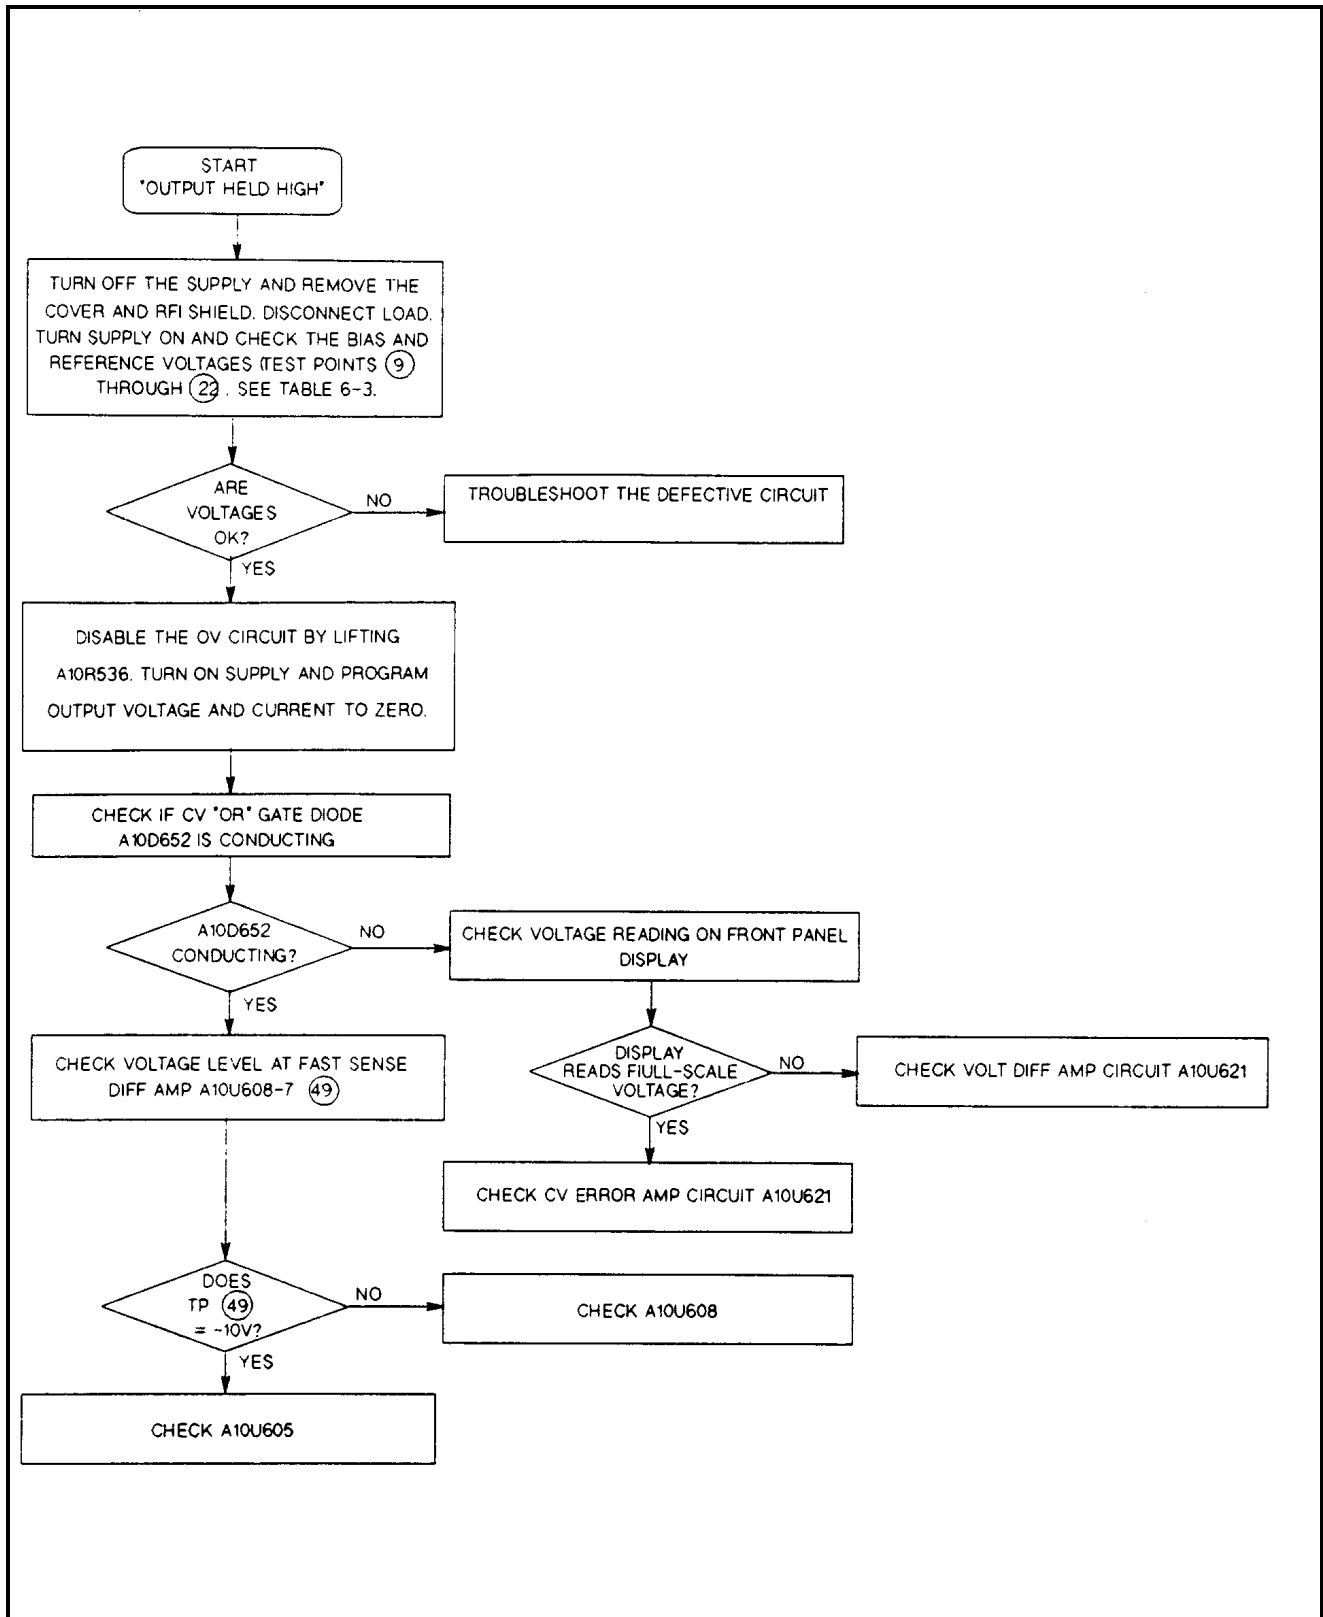 START
"OUTPUT HELD HIGH"
TURN OFF THE SUPPLY AND REMOVE THE
COVER AND RFI SHIELD. DISCONNECT LOAD.
TURN SUPPLY ON AND CHECK THE BIAS AND
REFERENCE VOLTAGES (TEST POINTS 9
THROUGH 22 . SEE TABLE 6-3.
ARE
VOLTAGES
OK?
NO
TROUBLESHOOT THE DEFECTIVE CIRCUIT
YES
DISABLE THE OV CIRCUIT BY LIFTING
A10R536. TURN ON SUPPLY AND PROGRAM
OUTPUT VOLTAGE AND CURRENT TO ZERO.
CHECK IF CV "OR" GATE DIODE
A10D652 IS CONDUCTING
A10D652
CONDUCTING?
NO
CHECK VOLTAGE READING ON FRONT PANEL
DISPLAY
YES
CHECK VOLTAGE LEVEL AT FAST SENSE
DIFF AMP A10U608-7 49
DISPLAY
READS FIULL-SCALE
VOLTAGE?
NO
CHECK VOLT DIFF AMP CIRCUIT A10U621
YES
CHECK CV ERROR AMP CIRCUIT A10U621
DOES
TP 49
= -10V?
NO
CHECK A10U608
YES
CHECK A10U605